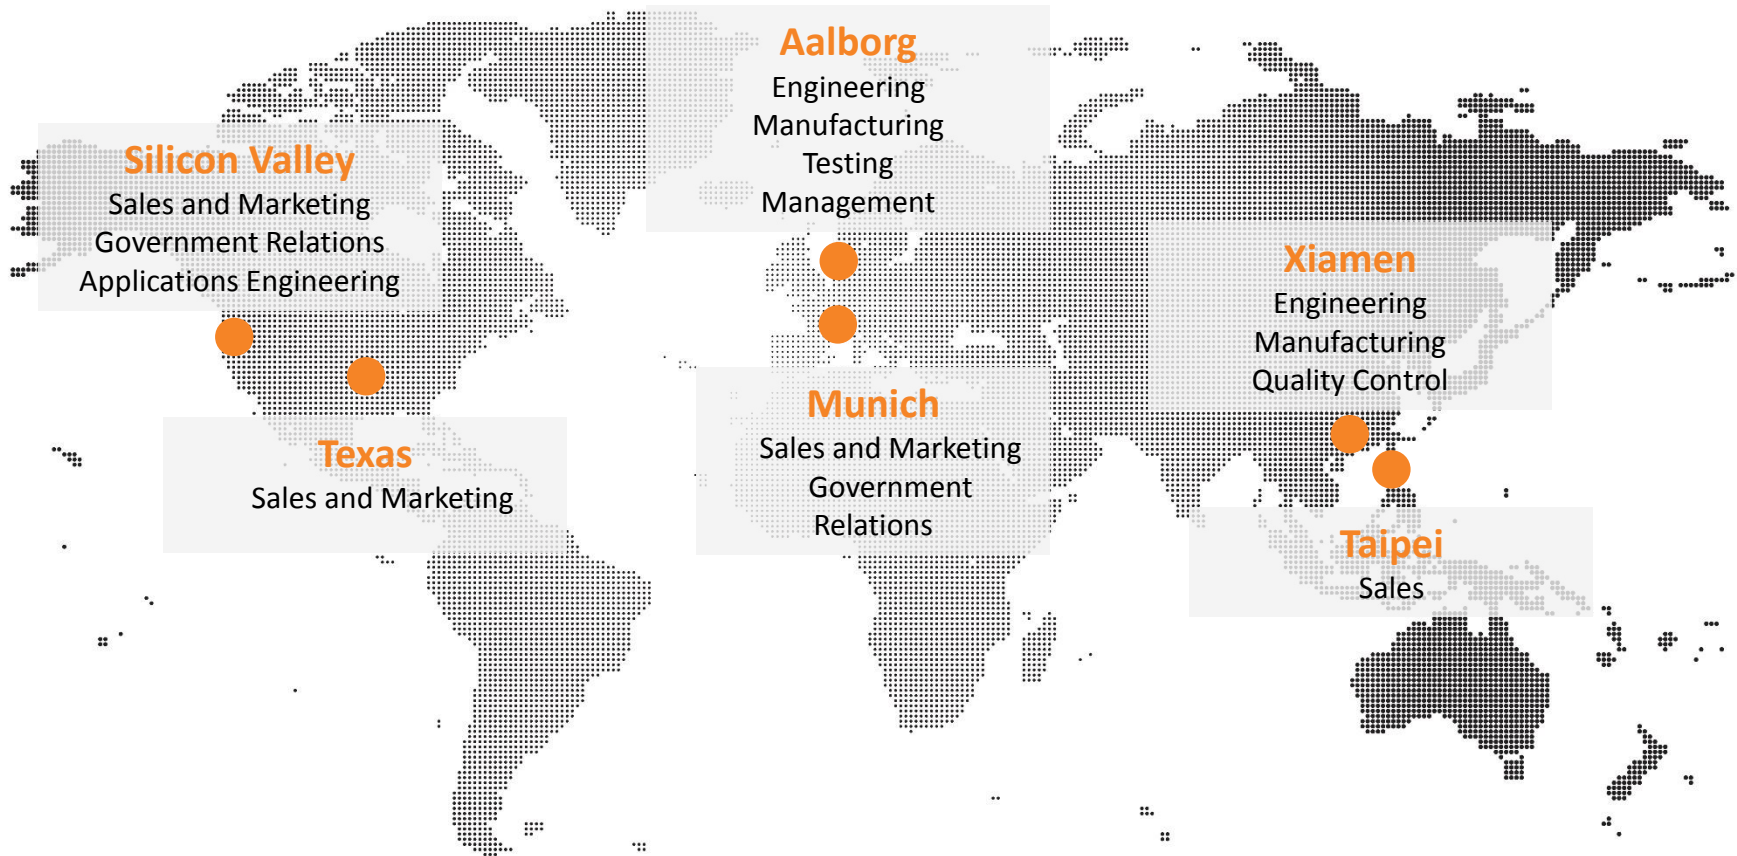 Aalborg
Engineering
Manufacturing
Testing
Management
Silicon Valley
Sales and Marketing
Government Relations
Applications Engineering
Xiamen
Engineering
Manufacturing
Quality Control
Munich
Sales and Marketing
Government
Relations
Texas
Sales and Marketing
Taipei
Sales